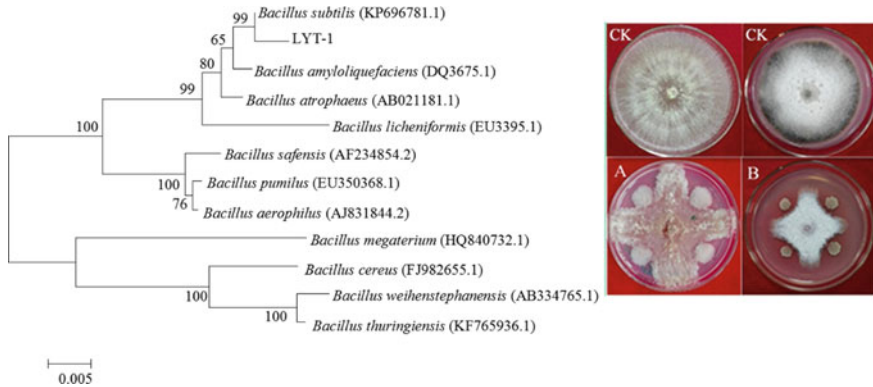 99
Bacillus subtilis (KP696781.1)
65
LYT-1
80
Bacillus amyloliquefaciens (DQ3675.1)
99
Bacillus atrophaeus (AB021181.1)
100
Bacillus licheniformis (EU3395.1)
Bacillus safensis (AF234854.2)
100
Bacillus pumilus (EU350368.1)
76
Bacillus aerophilus (AJ831844.2)
Bacillus megaterium (HQ840732.1)
Bacillus cereus (FJ982655.1)
100
Bacillus weihenstephanensis (AB334765.1)
100
Bacillus thuringiensis (KF765936.1)
0.005
CK
CK
A
B